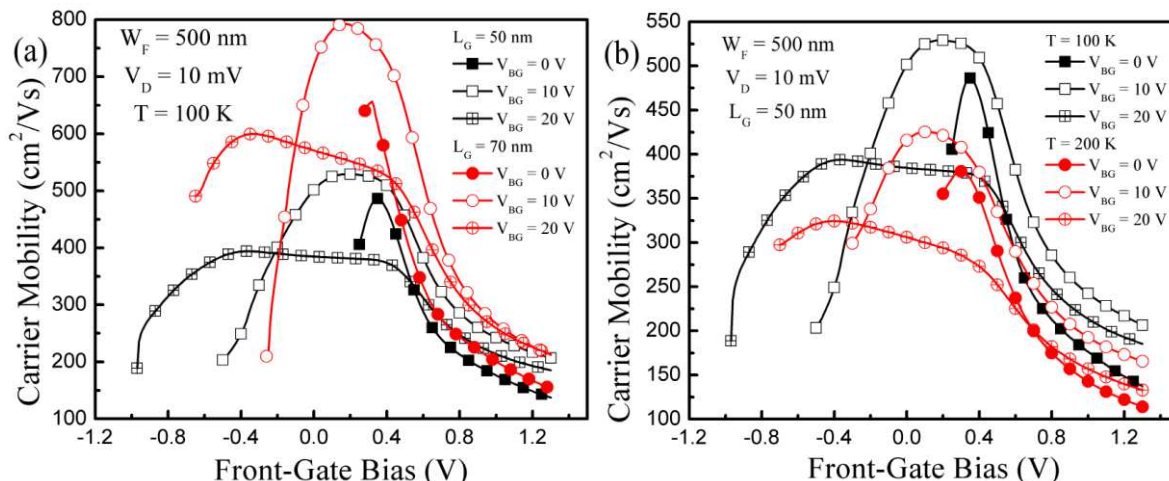 (a)
W_F = 500 nm
V_D = 10 mV
T = 100 K
L_G = 50 nm
V_BG = 0 V
V_BG = 10 V
V_BG = 20 V
L_G = 70 nm
V_BG = 0 V
V_BG = 10 V
V_BG = 20 V
Carrier Mobility (cm²/Vs)
800
700
600
500
400
300
200
100
-1.2 -0.8 -0.4 0.0 0.4 0.8 1.2
Front-Gate Bias (V)
(b)
W_F = 500 nm
V_D = 10 mV
L_G = 50 nm
T = 100 K
V_BG = 0 V
V_BG = 10 V
V_BG = 20 V
T = 200 K
V_BG = 0 V
V_BG = 10 V
V_BG = 20 V
Carrier Mobility (cm²/Vs)
550
500
450
400
350
300
250
200
150
100
-1.2 -0.8 -0.4 0.0 0.4 0.8 1.2
Front-Gate Bias (V)